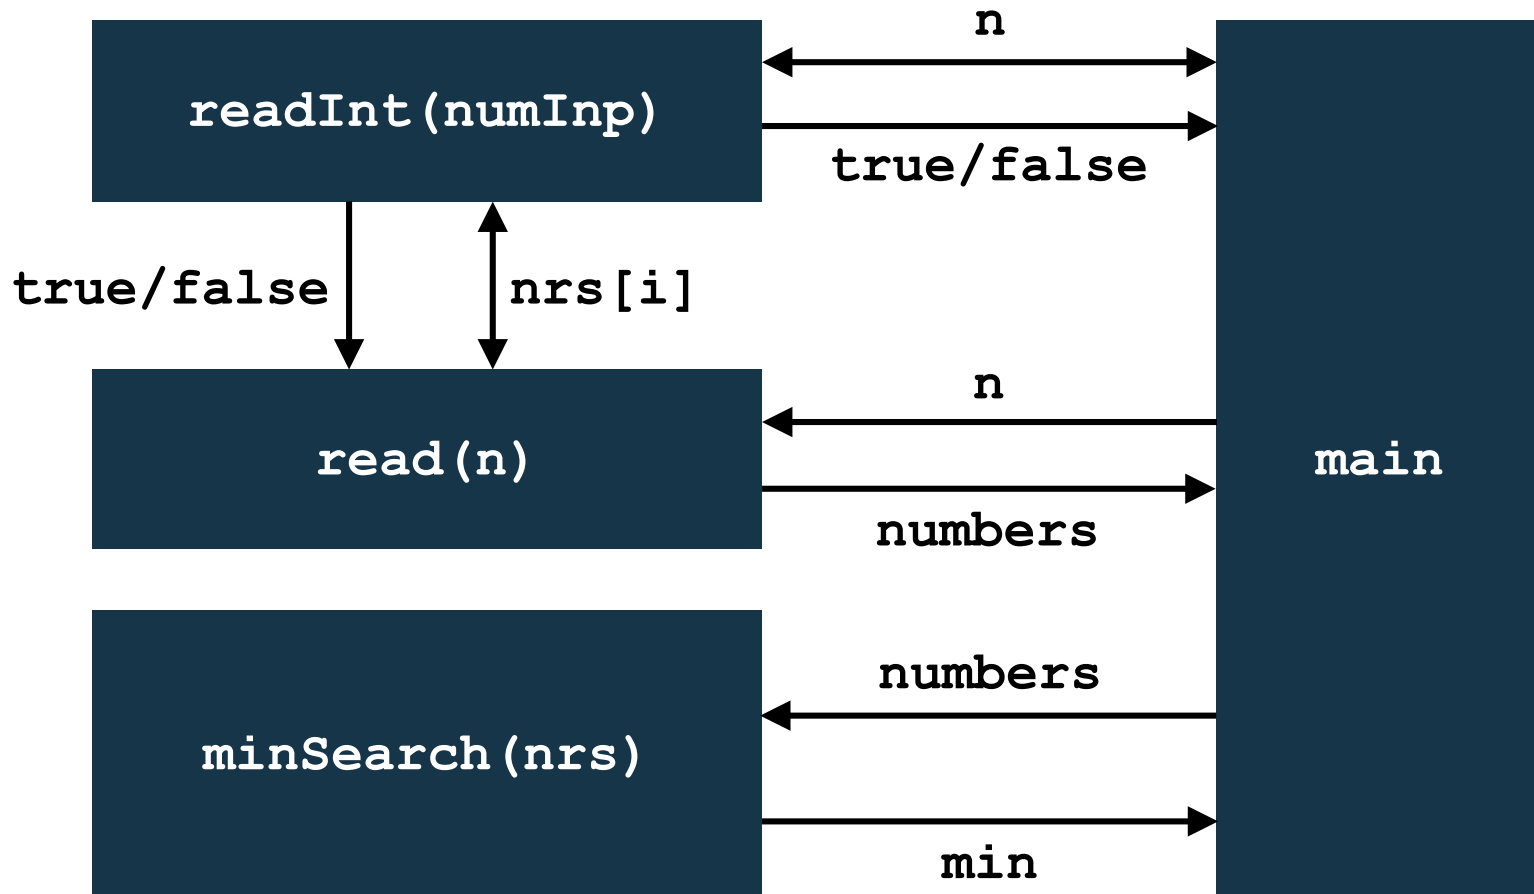 n
readInt(numInp)
true/false
true/false
nrs[i]
n
read(n)
main
numbers
numbers
minSearch(nrs)
min